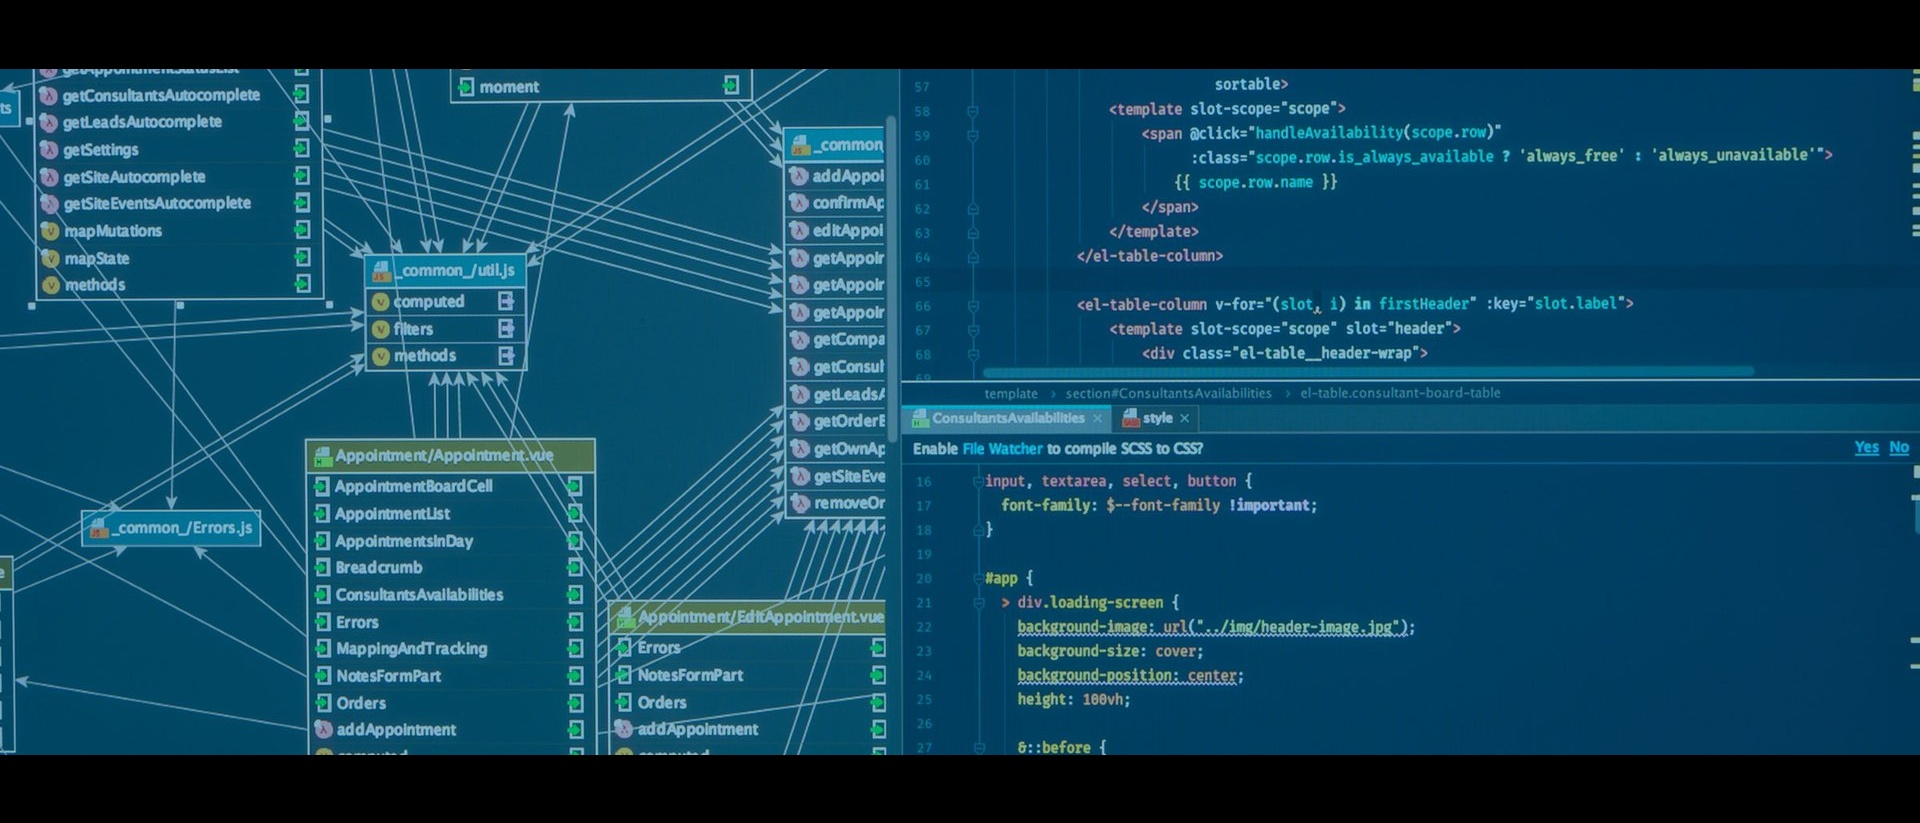 ts
getAppointmentStatusList
getConsultantsAutocomplete
getLeadsAutocomplete
getSettings
getSiteAutocomplete
getSiteEventsAutocomplete
mapMutations
mapState
methods
moment
_common_/util.js
computed
filters
methods
_common_/Errors.js
e
Appointment/Appointment.vue
AppointmentBoardCell
AppointmentList
AppointmentsInDay
Breadcrumb
ConsultantsAvailabilities
Errors
MappingAndTracking
NotesFormPart
Orders
addAppointment
computed
Appointment/EditAppointment.vue
Errors
NotesFormPart
Orders
addAppointment
computed
_common_
addAppoi
confirmAp
editAppoi
getAppoin
getAppoin
getAppoin
getCompa
getConsul
getLeadsA
getOrderE
getOwnAp
getSiteEve
removeOr
57 sortable>
58 <template slot-scope="scope">
59 <span @click="handleAvailability(scope.row)"
60 :class="scope.row.is_always_available ? 'always_free' : 'always_unavailable'">
61 {{ scope.row.name }}
62 </span>
63 </template>
64 </el-table-column>
65
66 <el-table-column v-for="(slot, i) in firstHeader" :key="slot.label">
67 <template slot-scope="scope" slot="header">
68 <div class="el-table__header-wrap">
69
template › section#ConsultantsAvailabilities › el-table.consultant-board-table
ConsultantsAvailabilities × style ×
Enable File Watcher to compile SCSS to CSS? Yes No
16 input, textarea, select, button {
17 font-family: $--font-family !important;
18 }
19
20 #app {
21 > div.loading-screen {
22 background-image: url("../img/header-image.jpg");
23 background-size: cover;
24 background-position: center;
25 height: 100vh;
26
27 &::before {